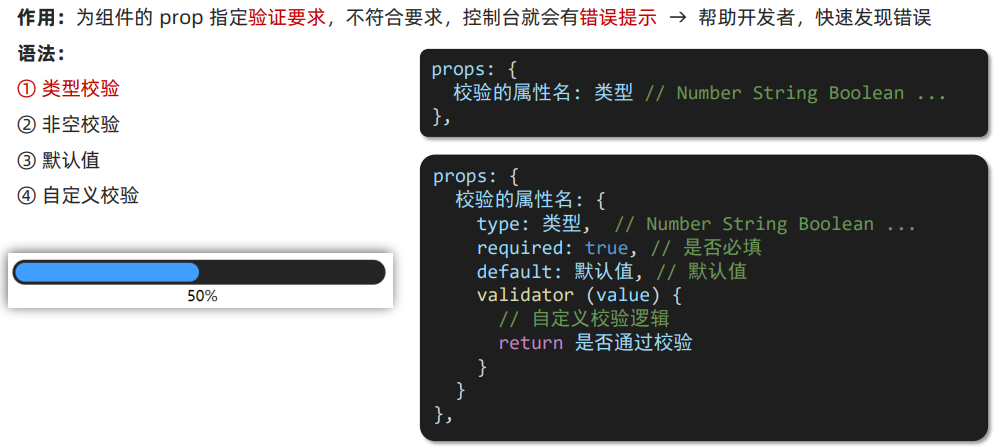 作用：为组件的 prop 指定验证要求，不符合要求，控制台就会有错误提示 → 帮助开发者，快速发现错误
语法：
① 类型校验
② 非空校验
③ 默认值
④ 自定义校验
50%
props: {
  校验的属性名: 类型 // Number String Boolean ...
},
props: {
  校验的属性名: {
    type: 类型,  // Number String Boolean ...
    required: true, // 是否必填
    default: 默认值, // 默认值
    validator (value) {
      // 自定义校验逻辑
      return 是否通过校验
    }
  }
},